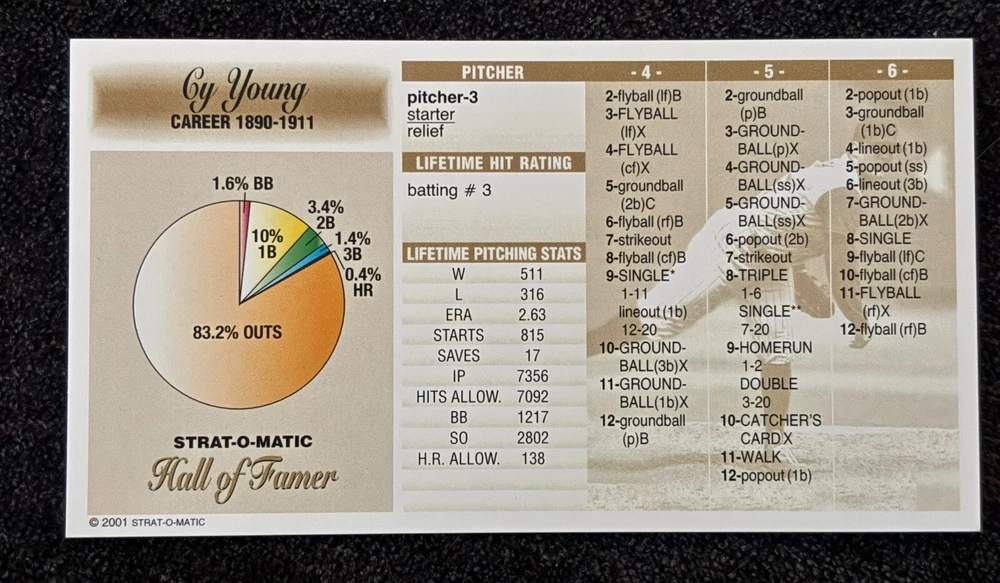 Cy Young
CAREER 1890-1911
1.6% BB
10%
1B
3.4%
2B
1.4%
3B
0.4%
HR
83.2% OUTS
STRAT-O-MATIC
Hall of Famer
© 2001 STRAT-O-MATIC
PITCHER
pitcher-3
starter
relief
LIFETIME HIT RATING
batting # 3
LIFETIME PITCHING STATS
W 511
L 316
ERA 2.63
STARTS 815
SAVES 17
IP 7356
HITS ALLOW. 7092
BB 1217
SO 2802
H.R. ALLOW. 138
- 4 -
2-flyball (lf)B
3-FLYBALL
(lf)X
4-FLYBALL
(cf)X
5-groundball
(2b)C
6-flyball (rf)B
7-strikeout
8-flyball (cf)B
9-SINGLE*
1-11
lineout (1b)
12-20
10-GROUND-
BALL(3b)X
11-GROUND-
BALL(1b)X
12-groundball
(p)B
- 5 -
2-groundball
(p)B
3-GROUND-
BALL(p)X
4-GROUND-
BALL(ss)X
5-GROUND-
BALL(ss)X
6-popout (2b)
7-strikeout
8-TRIPLE
1-6
SINGLE**
7-20
9-HOMERUN
1-2
DOUBLE
3-20
10-CATCHER'S
CARD X
11-WALK
12-popout (1b)
- 6 -
2-popout (1b)
3-groundball
(1b)C
4-lineout (1b)
5-popout (ss)
6-lineout (3b)
7-GROUND-
BALL(2b)X
8-SINGLE
9-flyball (lf)C
10-flyball (cf)B
11-FLYBALL
(rf)X
12-flyball (rf)B